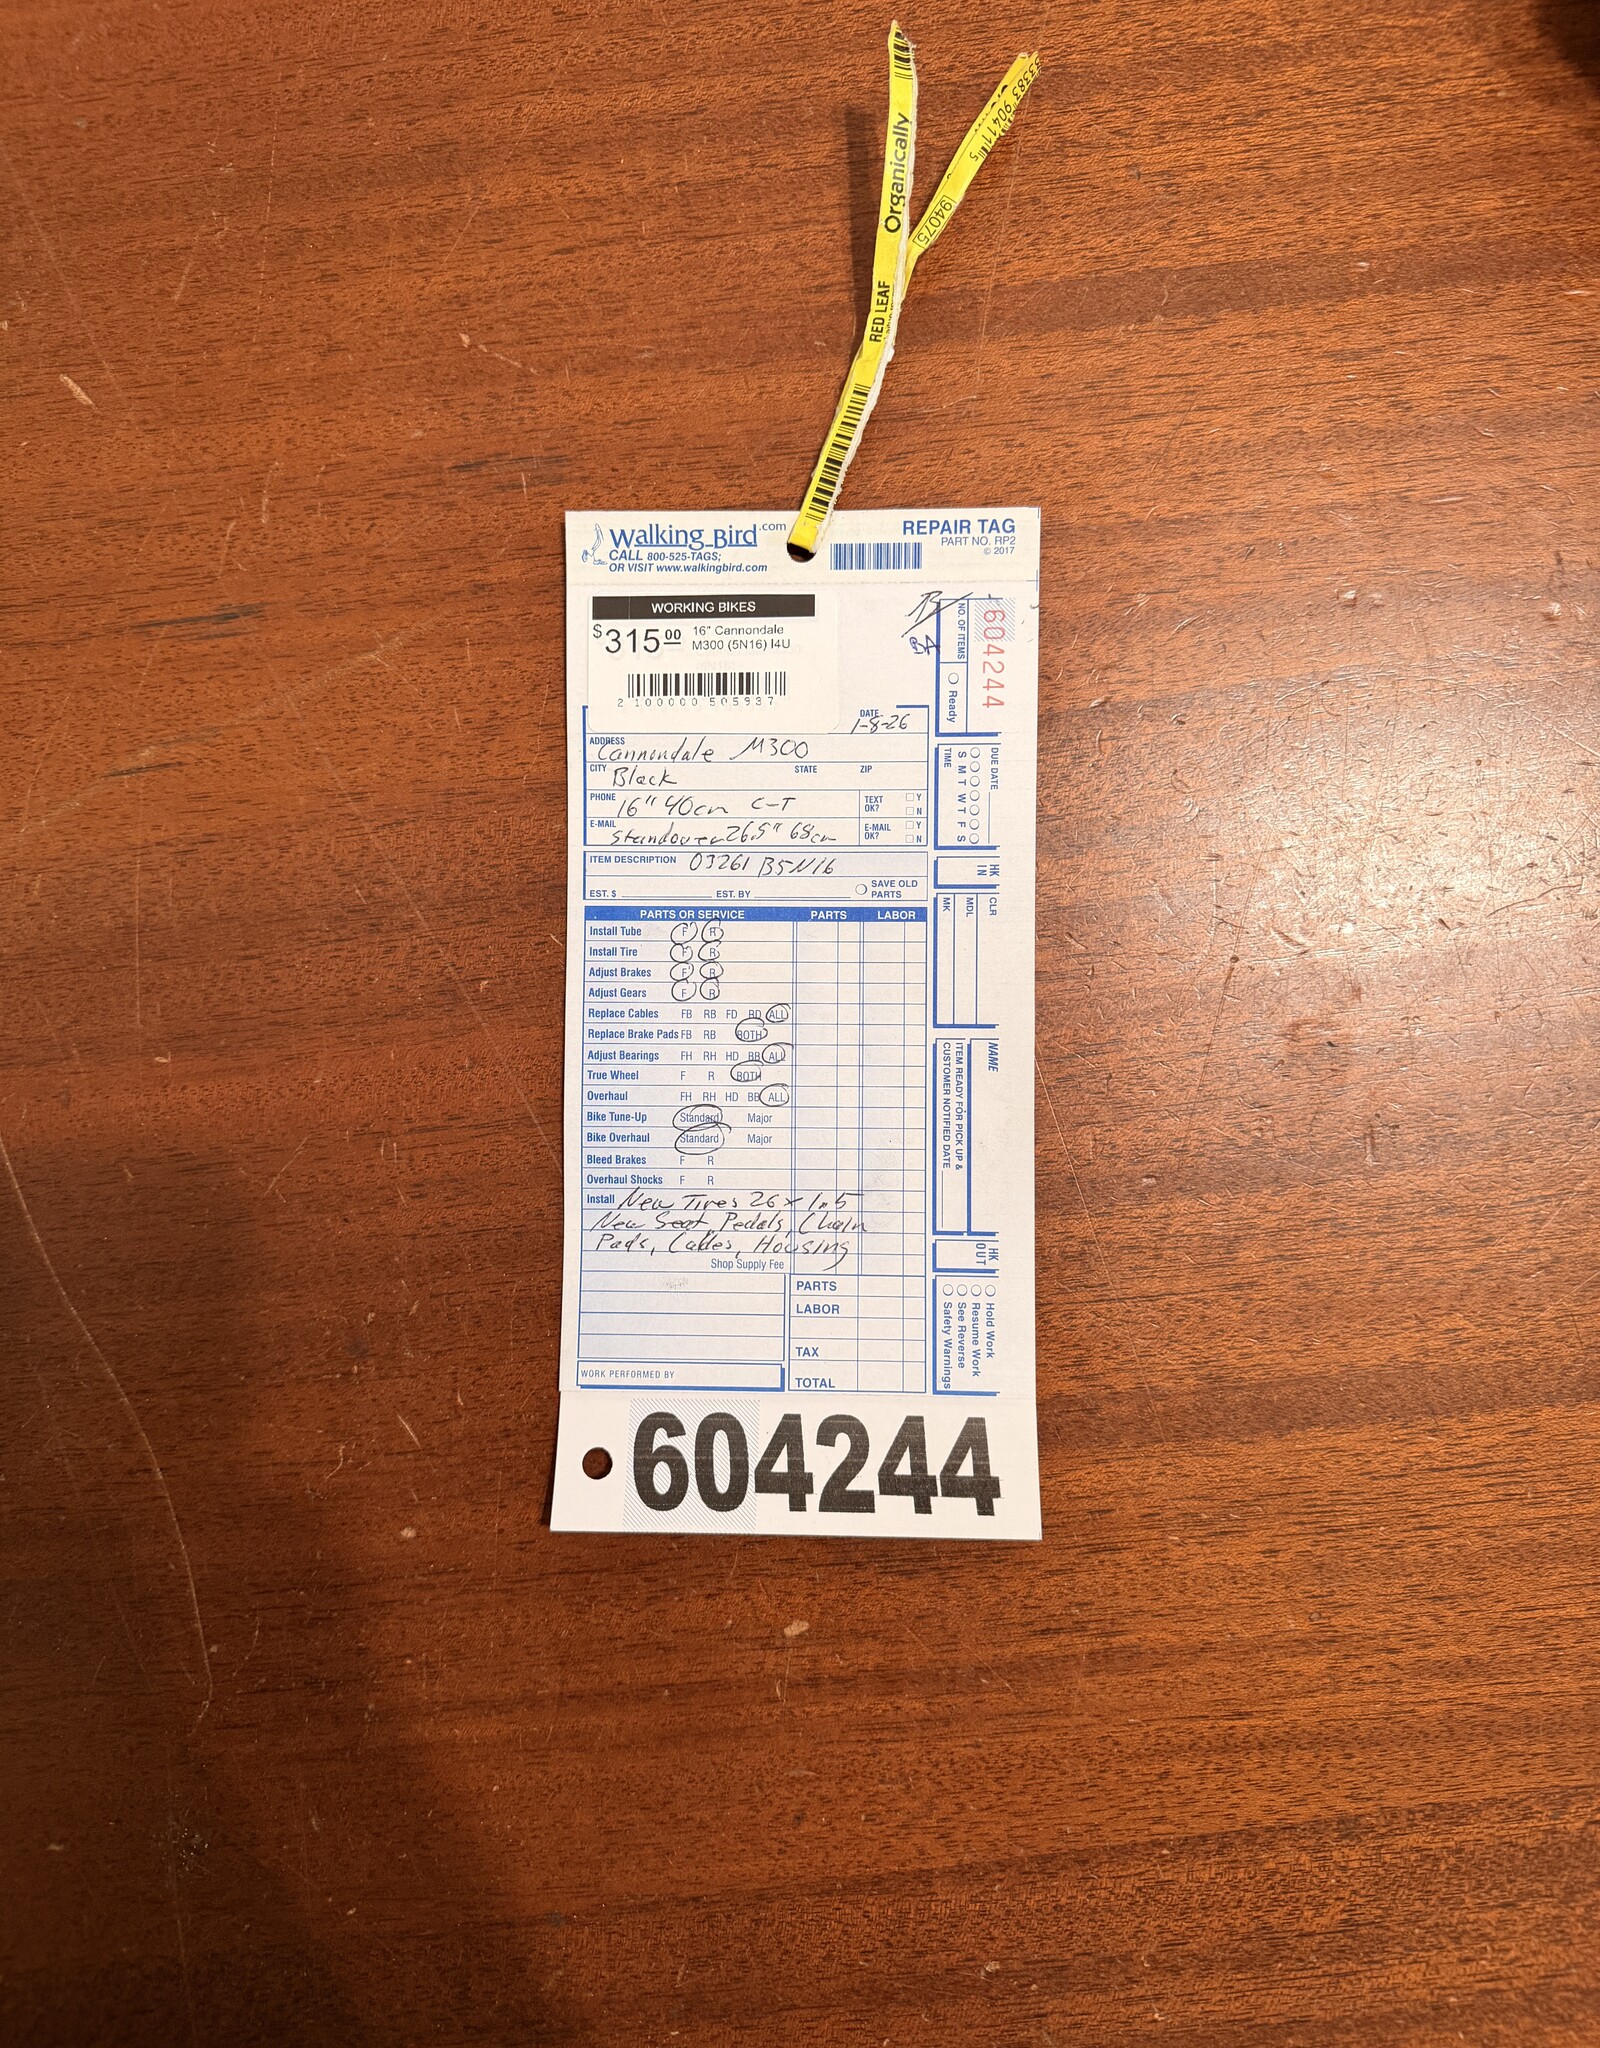 Organically
33383 90411 5
94075
RED LEAF
Walking Bird.com
CALL 800-525-TAGS;
OR VISIT www.walkingbird.com
REPAIR TAG
PART NO. RP2
© 2017
WORKING BIKES
$315.00 16" Cannondale
M300 (5N16) I4U
2 100000 505937
DATE 1-8-26
ADDRESS Cannondale M300
CITY Black STATE ZIP
PHONE 16" 40cm C-T TEXT OK? Y N
E-MAIL Standover 26.5" 68cm E-MAIL OK? Y N
ITEM DESCRIPTION 03261 B5N16
EST. $ EST. BY SAVE OLD PARTS
PARTS OR SERVICE PARTS LABOR
Install Tube F R
Install Tire F R
Adjust Brakes F R
Adjust Gears F R
Replace Cables FB RB FD BD ALL
Replace Brake Pads FB RB BOTH
Adjust Bearings FH RH HD BB ALL
True Wheel F R BOTH
Overhaul FH RH HD BB ALL
Bike Tune-Up Standard Major
Bike Overhaul Standard Major
Bleed Brakes F R
Overhaul Shocks F R
Install New Tires 26 x 1.5
New Seat, Pedals, Chain
Pads, Cables, Housing
Shop Supply Fee
PARTS
LABOR
TAX
TOTAL
WORK PERFORMED BY
604244
NO. OF ITEMS
Ready
DUE DATE
S M T W T F S
TIME
HK IN
CLR
MDL
MK
NAME
ITEM READY FOR PICK UP &
CUSTOMER NOTIFIED DATE
HK OUT
Hold Work
Resume Work
See Reverse
Safety Warnings
604244